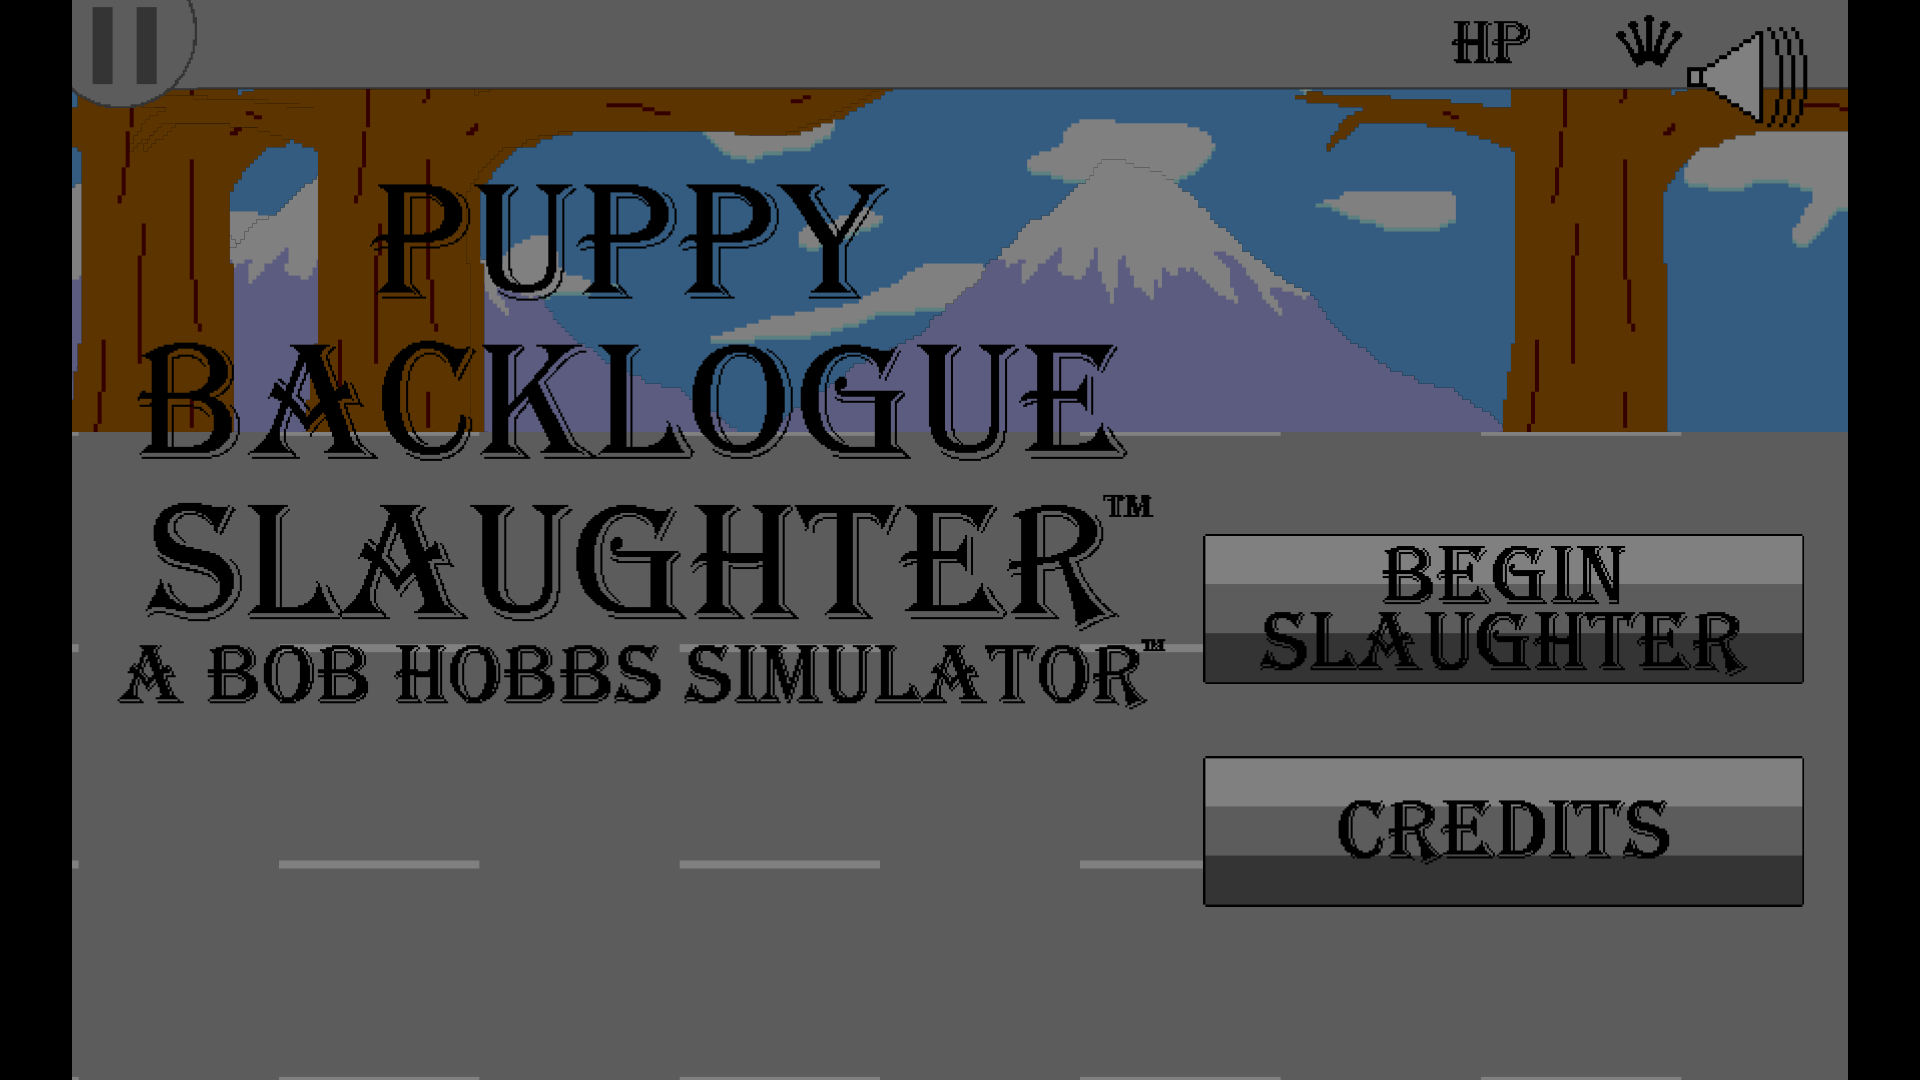 HP
PUPPY
BACKLOGUE
SLAUGHTER™
A BOB HOBBS SIMULATOR™
BEGIN
SLAUGHTER
CREDITS